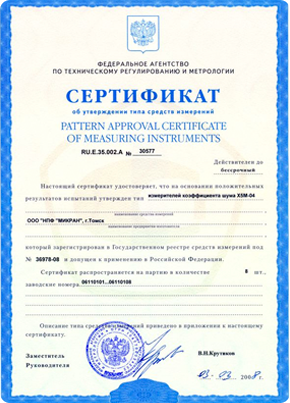 ФЕДЕРАЛЬНОЕ АГЕНТСТВО
ПО ТЕХНИЧЕСКОМУ РЕГУЛИРОВАНИЮ И МЕТРОЛОГИИ
СЕРТИФИКАТ
об утверждении типа средств измерений
PATTERN APPROVAL CERTIFICATE
OF MEASURING INSTRUMENTS
RU.E.35.002.A № 30577
Действителен до
бессрочный
Настоящий сертификат удостоверяет, что на основании положительных
результатов испытаний утвержден тип измерителей коэффициента шума X5M-04
наименование средства измерений
ООО "НПФ "МИКРАН", г.Томск
наименование предприятия-изготовителя
который зарегистрирован в Государственном реестре средств измерений под
№ 36978-08 и допущен к применению в Российской Федерации.
Сертификат распространяется на партию в количестве 8 шт.,
заводские номера 06110101...06110108
Описание типа средства измерений приведено в приложении к настоящему
сертификату.
Заместитель
Руководителя
В.Н.Крутиков
03.03.2008 г.